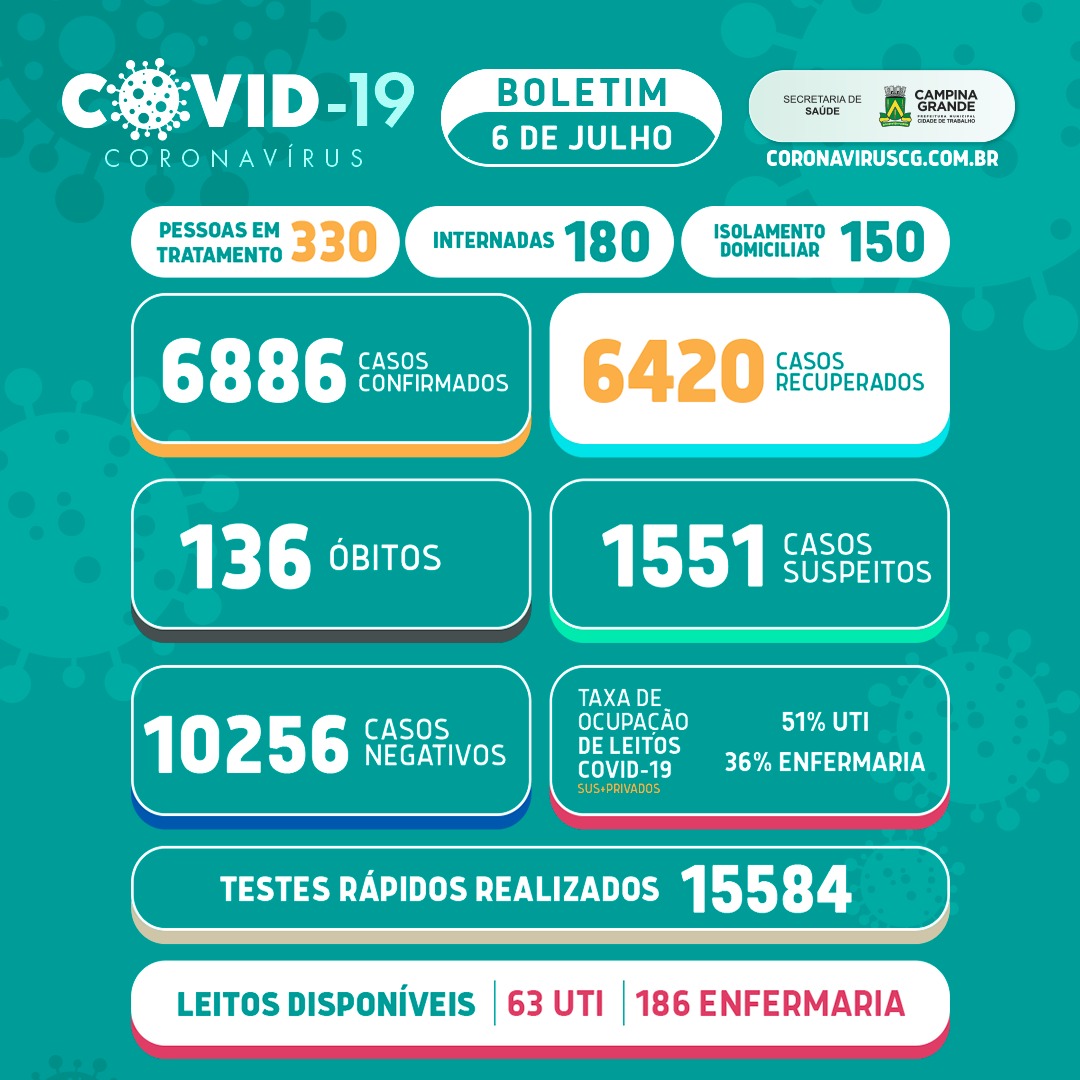 COVID-19
CORONAVÍRUS
BOLETIM
6 DE JULHO
SECRETARIA DE
SAÚDE
CAMPINA
GRANDE
PREFEITURA MUNICIPAL
CIDADE DE TRABALHO
CORONAVIRUSCG.COM.BR
PESSOAS EM
TRATAMENTO 330
INTERNADAS 180
ISOLAMENTO
DOMICILIAR 150
6886 CASOS
CONFIRMADOS
6420 CASOS
RECUPERADOS
136 ÓBITOS
1551 CASOS
SUSPEITOS
10256 CASOS
NEGATIVOS
TAXA DE
OCUPAÇÃO
DE LEITOS
COVID-19
SUS+PRIVADOS
51% UTI
36% ENFERMARIA
TESTES RÁPIDOS REALIZADOS 15584
LEITOS DISPONÍVEIS 63 UTI 186 ENFERMARIA